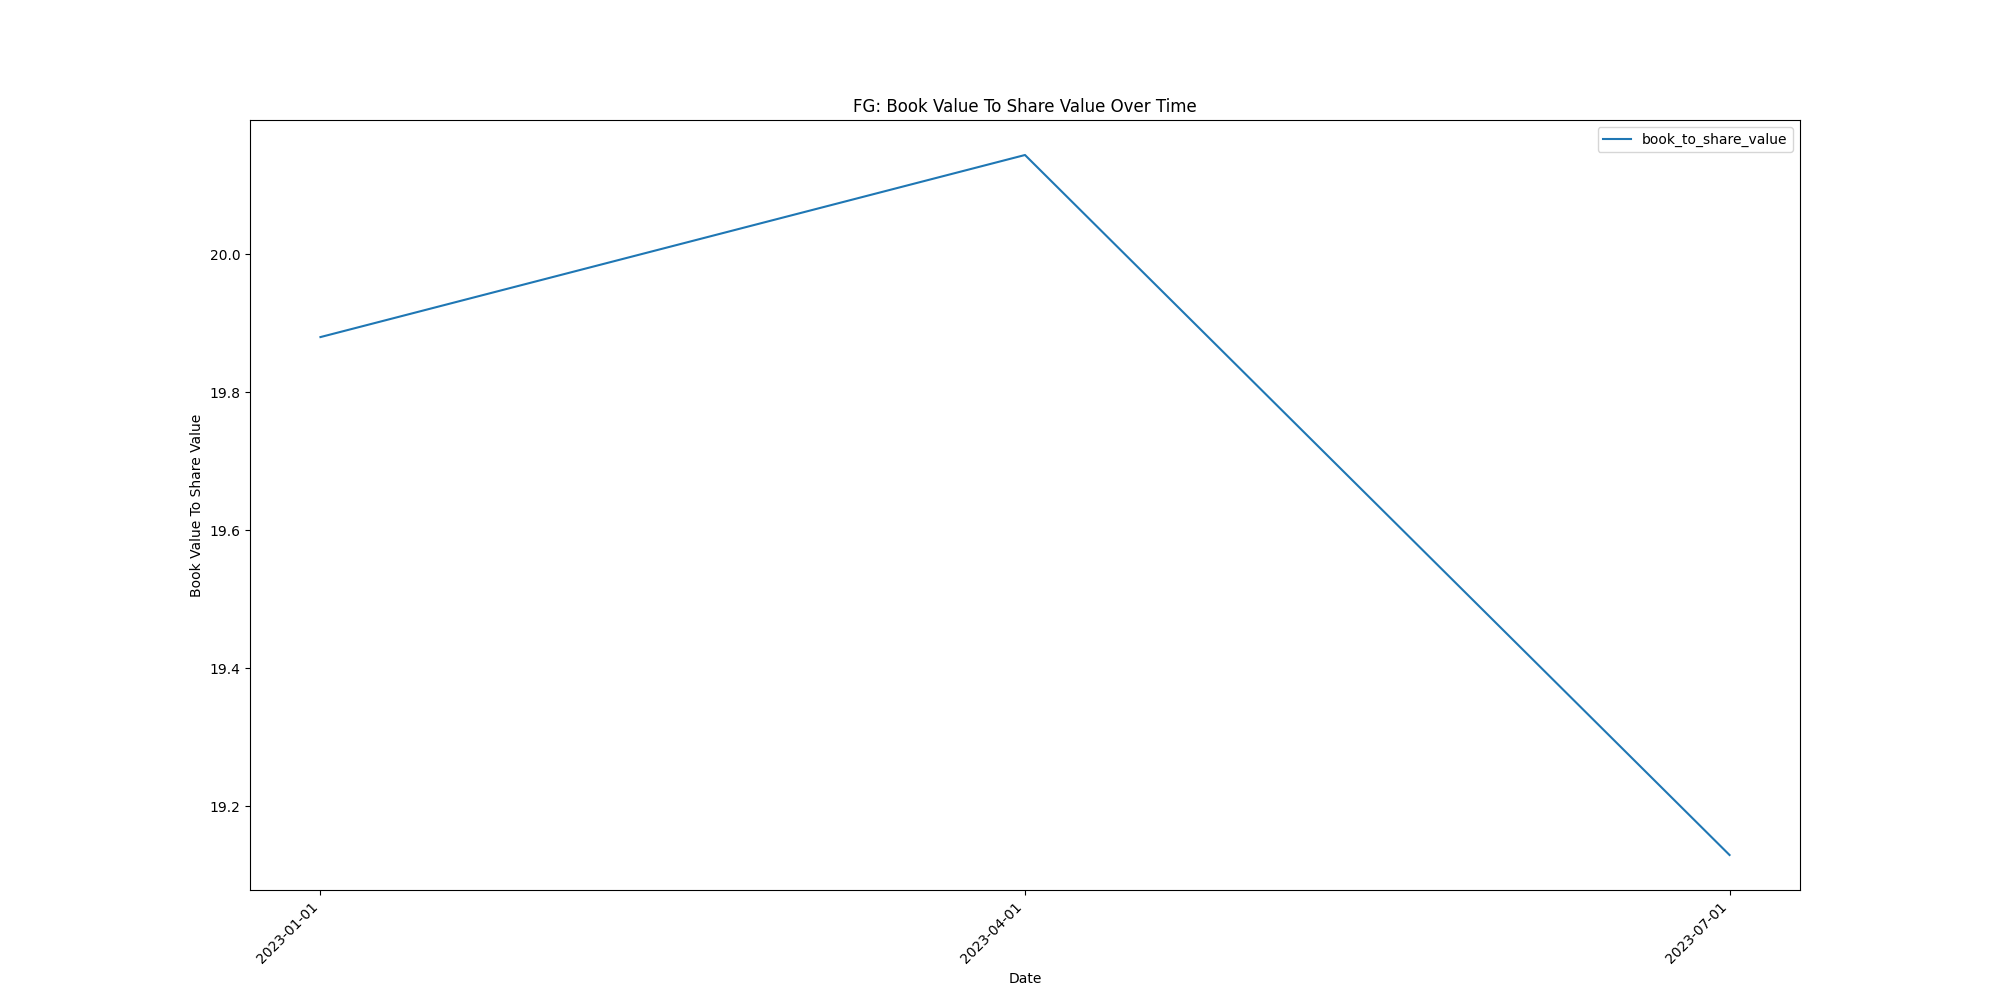 FG: Book Value To Share Value Over Time
book_to_share_value
Book Value To Share Value
20.0
19.8
19.6
19.4
19.2
2023-01-01
2023-04-01
2023-07-01
Date